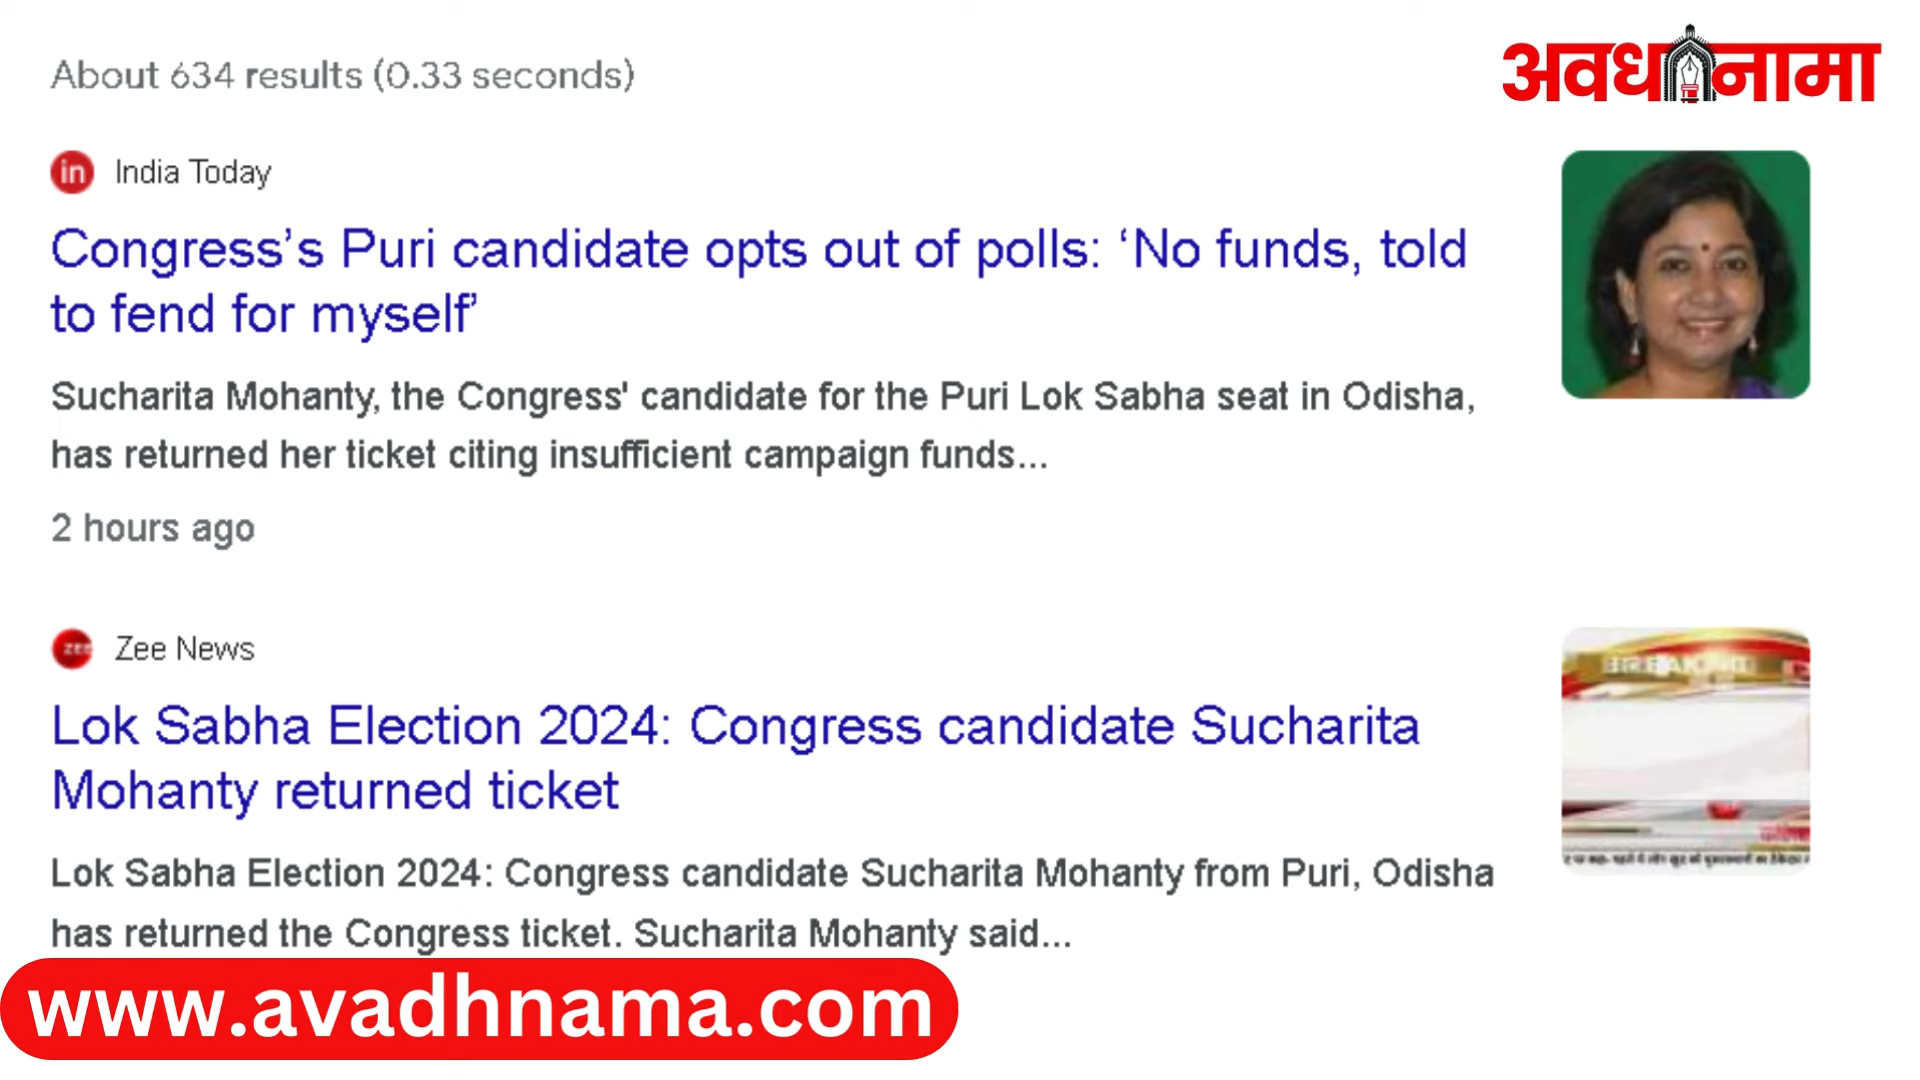 About 634 results (0.33 seconds)
अवधनामा
in India Today
Congress’s Puri candidate opts out of polls: ‘No funds, told
to fend for myself’
Sucharita Mohanty, the Congress' candidate for the Puri Lok Sabha seat in Odisha,
has returned her ticket citing insufficient campaign funds...
2 hours ago
ZEE Zee News
BREAKING
Lok Sabha Election 2024: Congress candidate Sucharita
Mohanty returned ticket
Lok Sabha Election 2024: Congress candidate Sucharita Mohanty from Puri, Odisha
has returned the Congress ticket. Sucharita Mohanty said...
www.avadhnama.com